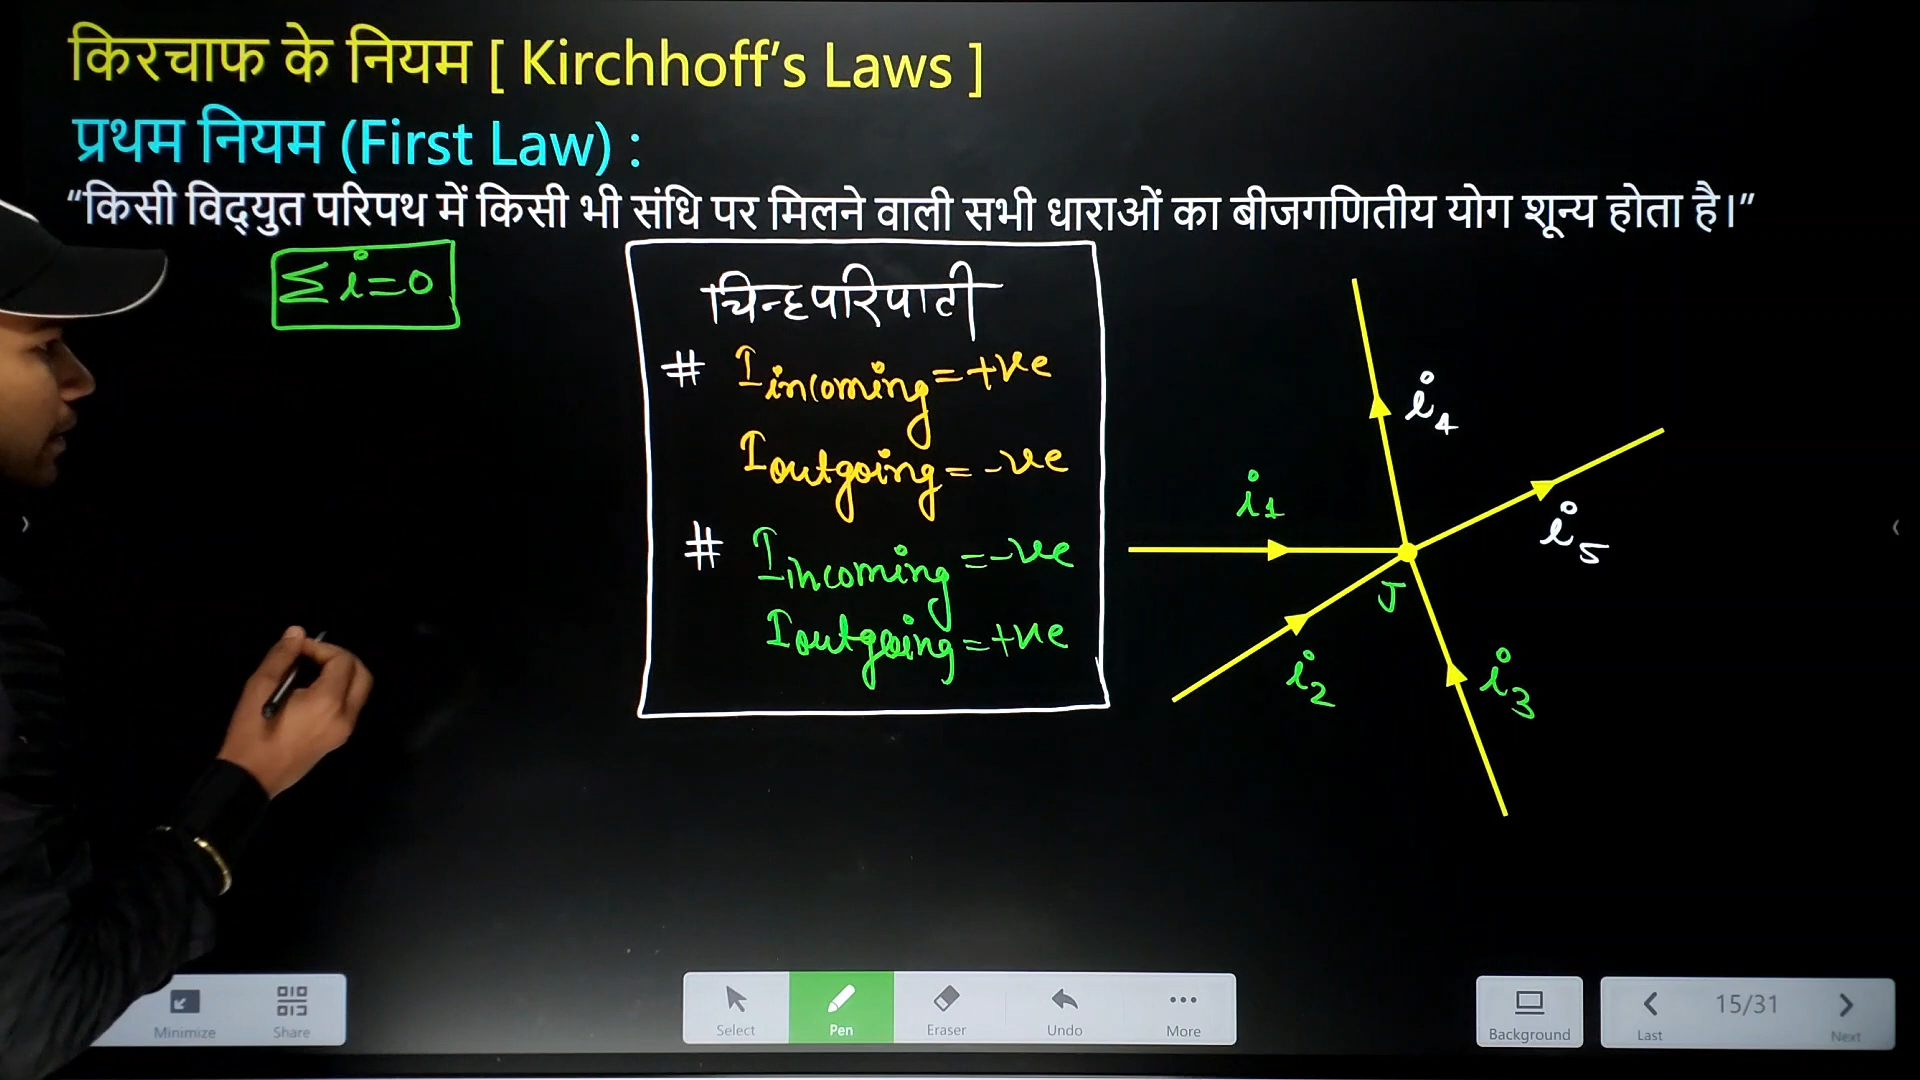 किरचाफ के नियम [ Kirchhoff's Laws ]
प्रथम नियम (First Law) :
“किसी विद्युत परिपथ में किसी भी संधि पर मिलने वाली सभी धाराओं का बीजगणितीय योग शून्य होता है।”
Σi=0
चिन्ह परिपाटी
# I incoming = +ve
I outgoing = -ve
# I incoming = -ve
I outgoing = +ve
i4
i1
i5
J
i2
i3
Minimize
Share
Select
Pen
Eraser
Undo
More
Background
Last
15/31
Next